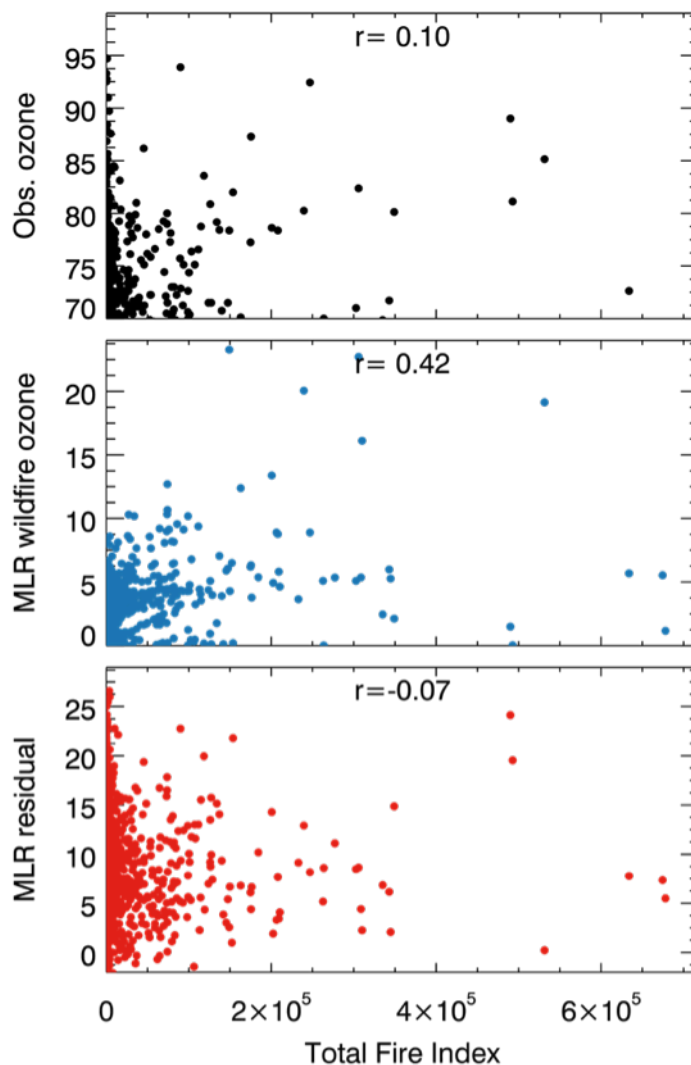 r= 0.10
95
90
85
80
75
70
Obs. ozone
r= 0.42
20
15
10
5
0
MLR wildfire ozone
r=-0.07
25
20
15
10
5
0
MLR residual
0 2×10⁵ 4×10⁵ 6×10⁵
Total Fire Index